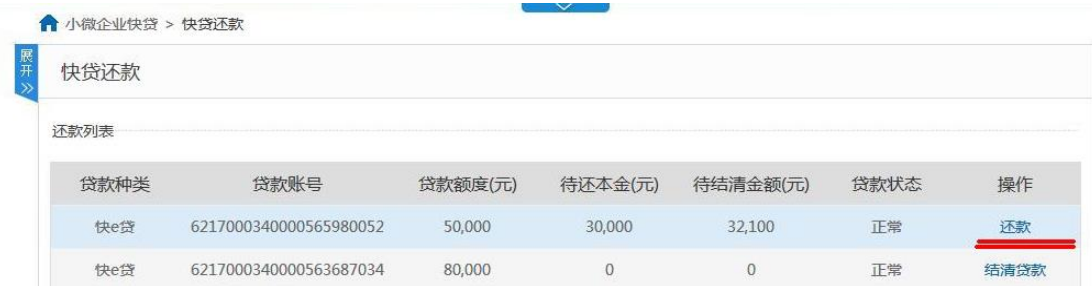 小微企业快贷 > 快贷还款
展开
快贷还款
还款列表
贷款种类 贷款账号 贷款额度(元) 待还本金(元) 待结清金额(元) 贷款状态 操作
快e贷 6217000340000565980052 50,000 30,000 32,100 正常 还款
快e贷 6217000340000563687034 80,000 0 0 正常 结清贷款